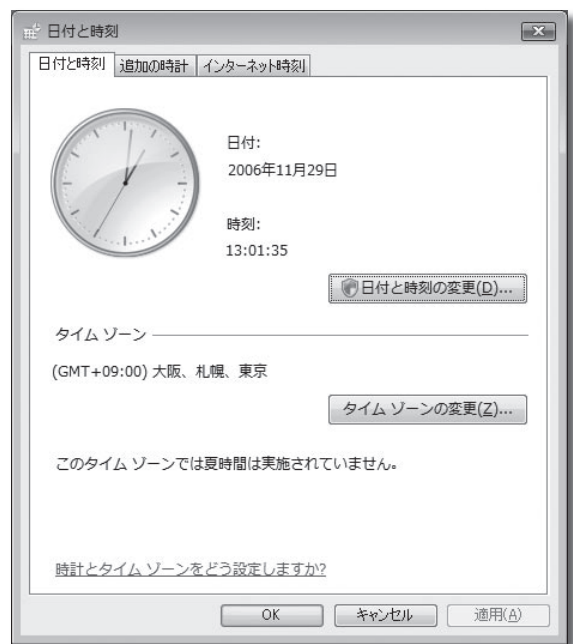 日付と時刻
日付と時刻 追加の時計 インターネット時刻
日付:
2006年11月29日
時刻:
13:01:35
日付と時刻の変更(D)...
タイム ゾーン
(GMT+09:00) 大阪、札幌、東京
タイム ゾーンの変更(Z)...
このタイム ゾーンでは夏時間は実施されていません。
時計とタイム ゾーンをどう設定しますか?
OK キャンセル 適用(A)